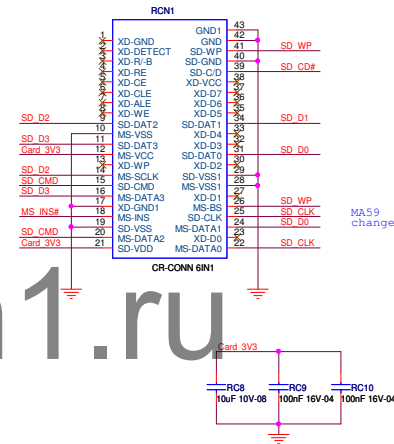 RCN1
GND1 43
1 XD-GND GND 42
2 XD-DETECT SD-WP 41 SD_WP
3 XD-R/-B SD-GND 40
4 XD-RE SD-C/D 39 SD_CD#
5 XD-CE XD-VCC 38
6 XD-CLE XD-D7 37
7 XD-ALE XD-D6 36
8 XD-WE XD-D5 35
SD_D2 9 SD-DAT2 SD-DAT1 34 SD_D1
10 MS-VSS XD-D4 33
SD_D3 11 SD-DAT3 XD-D3 32
Card_3V3 12 MS-VCC SD-DAT0 31 SD_D0
13 XD-WP XD-D2 30
SD_D2 14 MS-SCLK SD-VSS1 29
SD_CMD 15 SD-CMD MS-VSS1 28
SD_D3 16 MS-DATA3 XD-D1 27
17 XD-GND1 MS-BS 26 SD_WP
MS_INS# 18 MS-INS SD-CLK 25 SD_CLK
19 SD-VSS MS-DATA1 24 SD_D0
SD_CMD 20 MS-DATA2 XD-D0 23
Card_3V3 21 SD-VDD MS-DATA0 22 SD_CLK
CR-CONN 6IN1
MA59
change
n1.ru
Card_3V3
RC8 RC9 RC10
10uF 10V-08 100nF 16V-04 100nF 16V-04